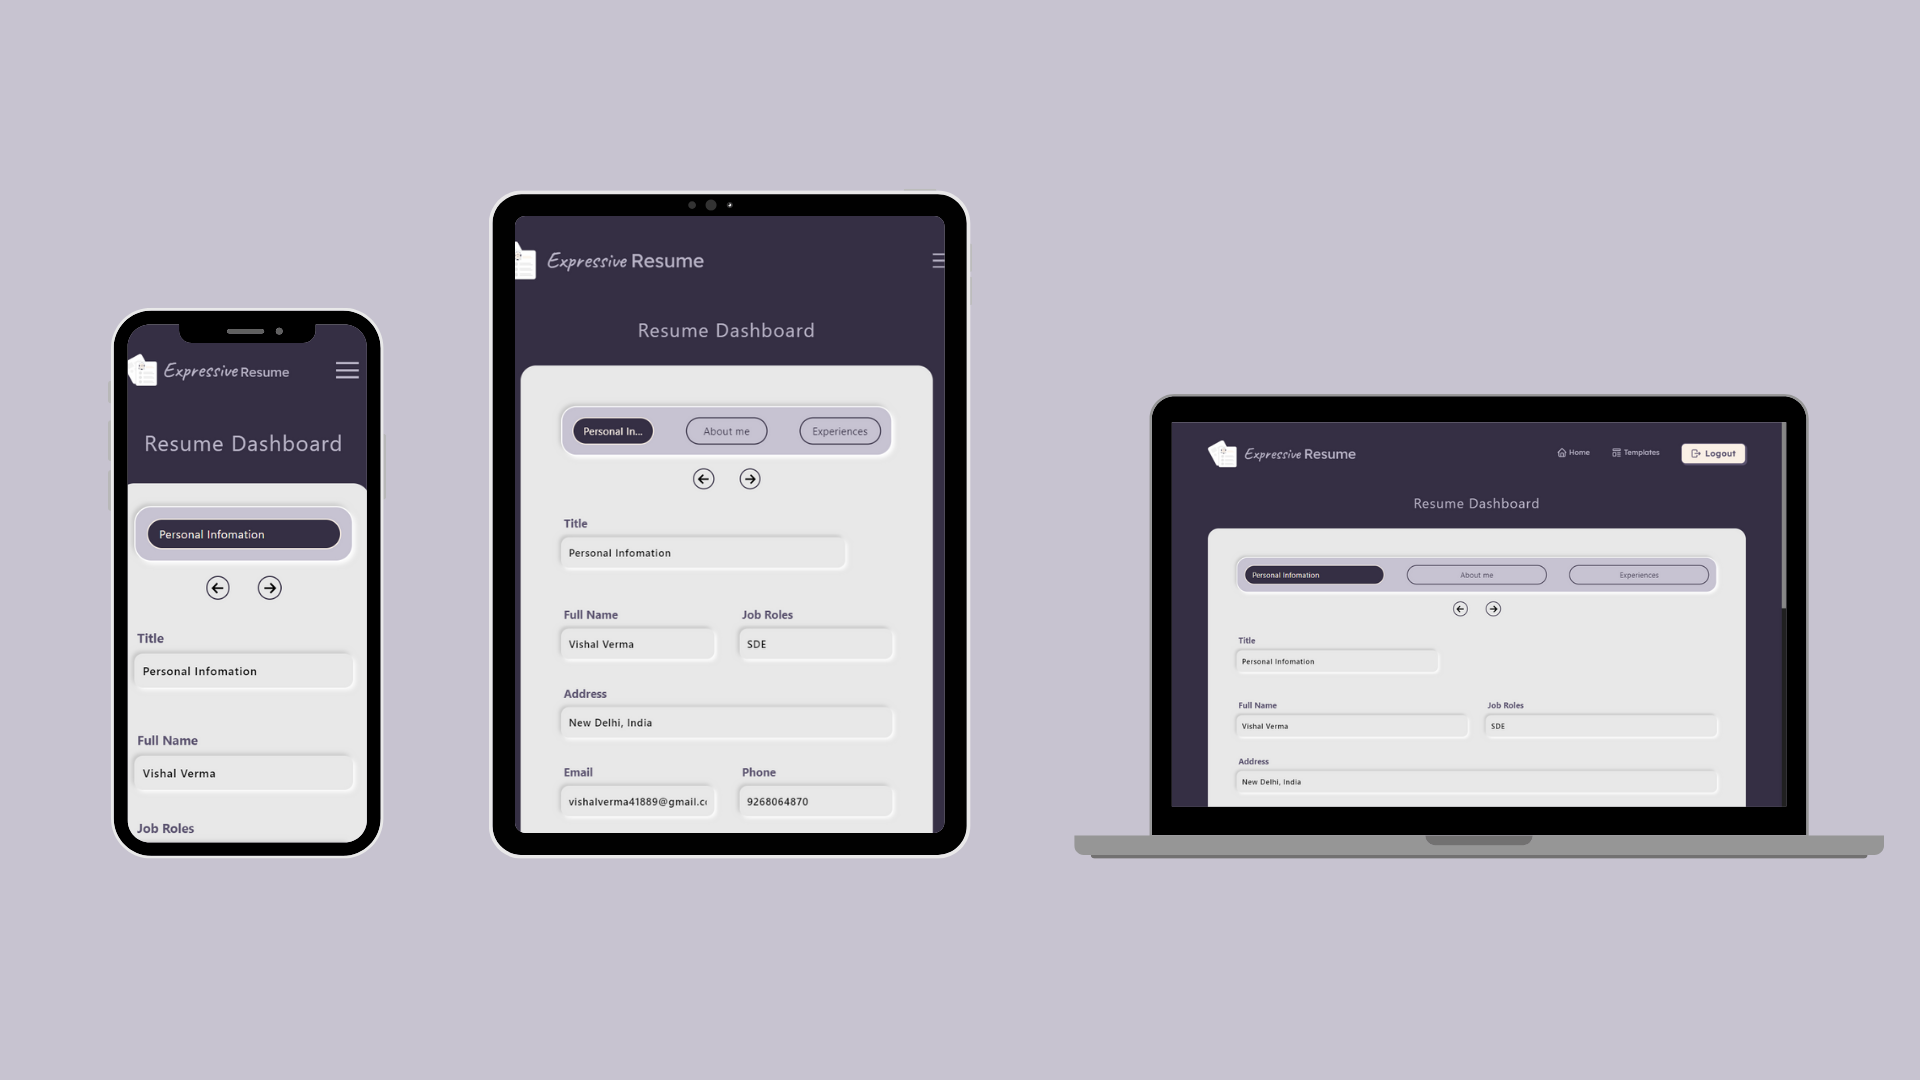 Expressive Resume
Resume Dashboard
Personal Infomation
Title
Personal Infomation
Full Name
Vishal Verma
Job Roles
Expressive Resume
Resume Dashboard
Personal In...
About me
Experiences
Title
Personal Infomation
Full Name
Job Roles
Vishal Verma
SDE
Address
New Delhi, India
Email
Phone
vishalverma41889@gmail.c
9268064870
Expressive Resume
Home
Templates
Logout
Resume Dashboard
Personal Infomation
About me
Experiences
Title
Personal Infomation
Full Name
Job Roles
Vishal Verma
SDE
Address
New Delhi, India